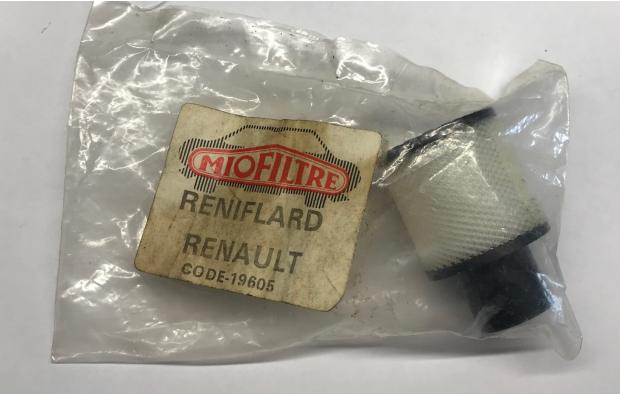 MIOFILTRE
RENIFLARD
RENAULT
CODE-19605